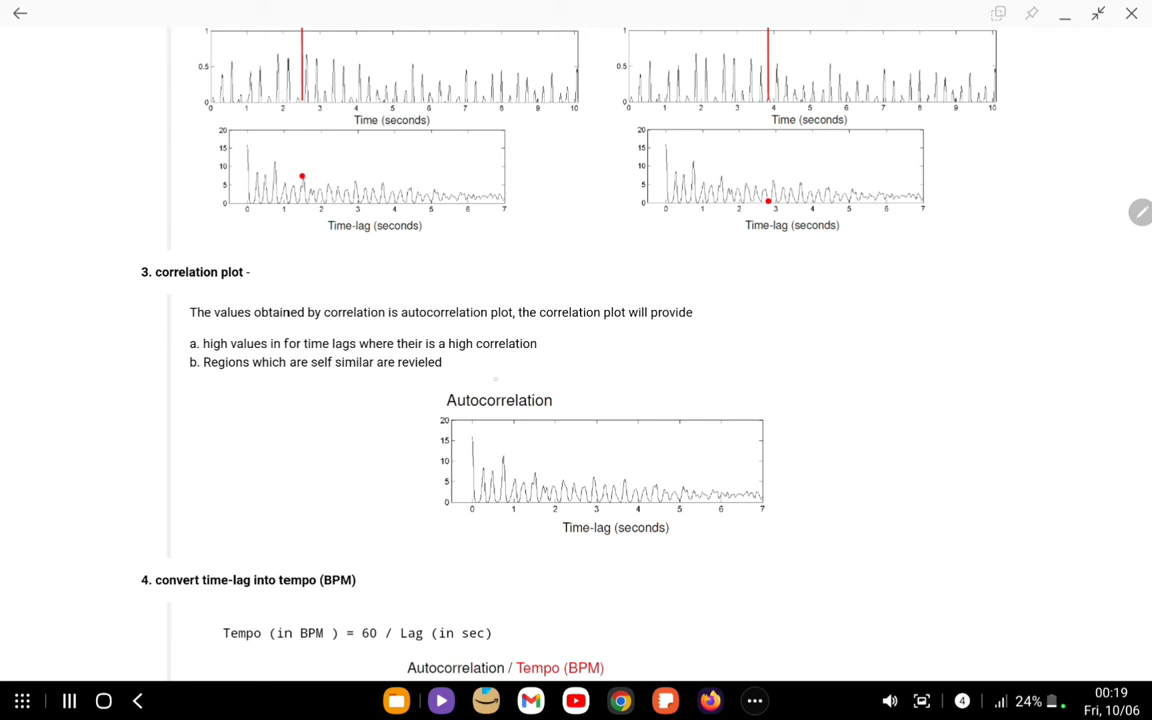 1
0.5
0
0 1 2 3 4 5 6 7 8 9 10
Time (seconds)
20
15
10
5
0
0 1 2 3 4 5 6 7
Time-lag (seconds)
1
0.5
0
0 1 2 3 4 5 6 7 8 9 10
Time (seconds)
20
15
10
5
0
0 1 2 3 4 5 6 7
Time-lag (seconds)
3. correlation plot -
The values obtained by correlation is autocorrelation plot, the correlation plot will provide
a. high values in for time lags where their is a high correlation
b. Regions which are self similar are revieled
Autocorrelation
20
15
10
5
0
0 1 2 3 4 5 6 7
Time-lag (seconds)
4. convert time-lag into tempo (BPM)
Tempo (in BPM ) = 60 / Lag (in sec)
Autocorrelation / Tempo (BPM)
4
24%
00:19
Fri, 10/06